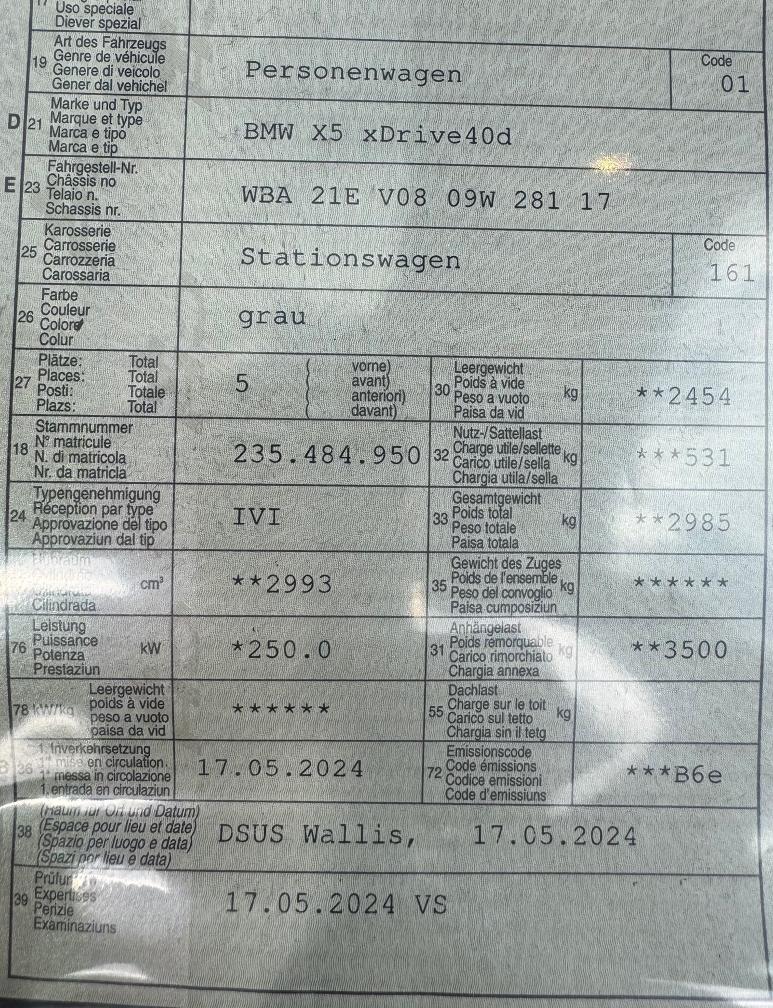 Uso speciale
Diever spezial
19 Art des Fahrzeugs
Genre de véhicule
Genere di veicolo
Gener dal vehichel
Personenwagen
Code
01
D 21 Marke und Typ
Marque et type
Marca e tipo
Marca e tip
BMW X5 xDrive40d
E 23 Fahrgestell-Nr.
Châssis no
Telaio n.
Schassis nr.
WBA 21E V08 09W 281 17
25 Karosserie
Carrosserie
Carrozzeria
Carossaria
Stationswagen
Code
161
26 Farbe
Couleur
Colore
Colur
grau
27 Plätze: Total
Places: Total
Posti: Totale
Plazs: Total
5
( vorne)
( avant)
( anteriori)
( davant)
30 Leergewicht
Poids à vide
Peso a vuoto
Paisa da vid
kg
**2454
18 Stammnummer
N° matricule
N. di matricola
Nr. da matricla
235.484.950
32 Nutz-/Sattellast
Charge utile/sellette
Carico utile/sella
Chargia utila/sella
kg
***531
24 Typengenehmigung
Réception par type
Approvazione del tipo
Approvaziun dal tip
IVI
33 Gesamtgewicht
Poids total
Peso totale
Paisa totala
kg
**2985
cm³
Cilindrada
**2993
35 Gewicht des Zuges
Poids de l'ensemble
Peso del convoglio
Paisa cumposiziun
kg
******
76 Leistung
Puissance
Potenza
Prestaziun
kW
*250.0
31 Anhängelast
Poids remorquable
Carico rimorchiato
Chargia annexa
kg
**3500
78 kW/kg Leergewicht
poids à vide
peso a vuoto
paisa da vid
******
55 Dachlast
Charge sur le toit
Carico sul tetto
Chargia sin il tetg
kg
B 36 1. Inverkehrsetzung
1re mise en circulation
1a messa in circolazione
1. entrada en circulaziun
17.05.2024
72 Emissionscode
Code émissions
Codice emissioni
Code d'emissiuns
***B6e
38 (Raum für Ort und Datum)
(Espace pour lieu et date)
(Spazio per luogo e data)
(Spazi per lieu e data)
DSUS Wallis, 17.05.2024
39
Expertises
Perizie
Examinaziuns
17.05.2024 VS